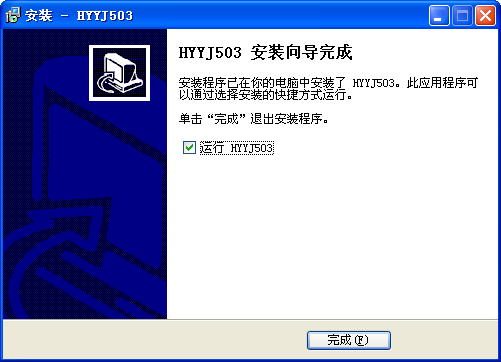 安装 - HYYJ503
HYYJ503 安装向导完成
安装程序已在你的电脑中安装了 HYYJ503。此应用程序可
以通过选择安装的快捷方式运行。
单击“完成”退出安装程序。
运行 HYYJ503
完成(F)